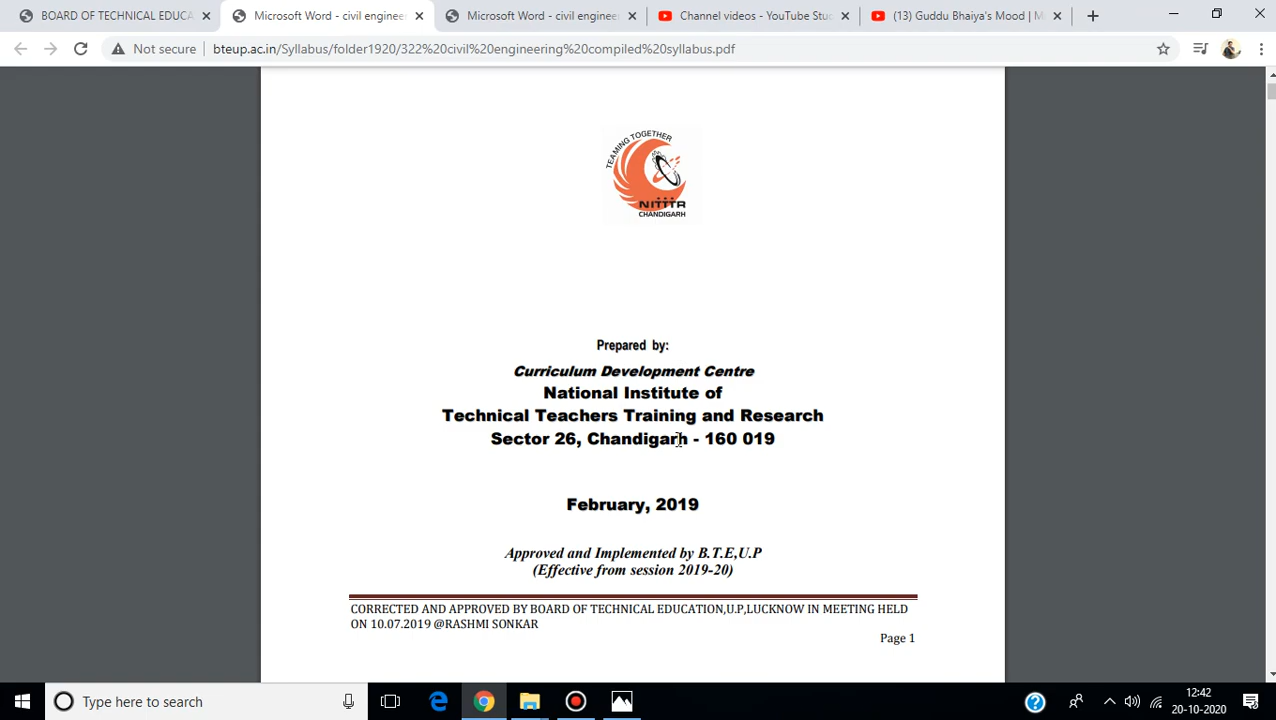 BOARD OF TECHNICAL EDUCA
Microsoft Word - civil enginee
Microsoft Word - civil enginee
Channel videos - YouTube Stu
(13) Guddu Bhaiya's Mood | M
Not secure
bteup.ac.in/Syllabus/folder1920/322%20civil%20engineering%20compiled%20syllabus.pdf
TEAMING TOGETHER
NITTTR
CHANDIGARH
Prepared by:
Curriculum Development Centre
National Institute of
Technical Teachers Training and Research
Sector 26, Chandigarh - 160 019
February, 2019
Approved and Implemented by B.T.E,U.P
(Effective from session 2019-20)
CORRECTED AND APPROVED BY BOARD OF TECHNICAL EDUCATION,U.P,LUCKNOW IN MEETING HELD
ON 10.07.2019 @RASHMI SONKAR
Page 1
Type here to search
12:42
20-10-2020